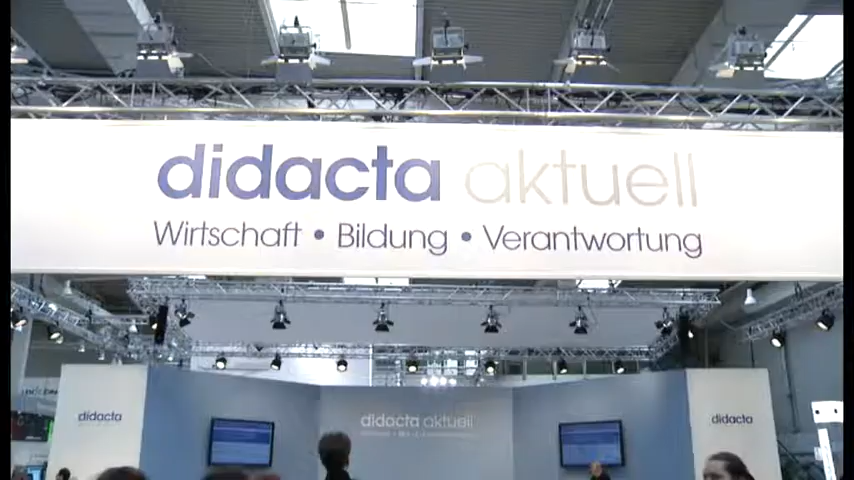 didacta aktuell
Wirtschaft • Bildung • Verantwortung
didacta
didacta aktuell
didacta